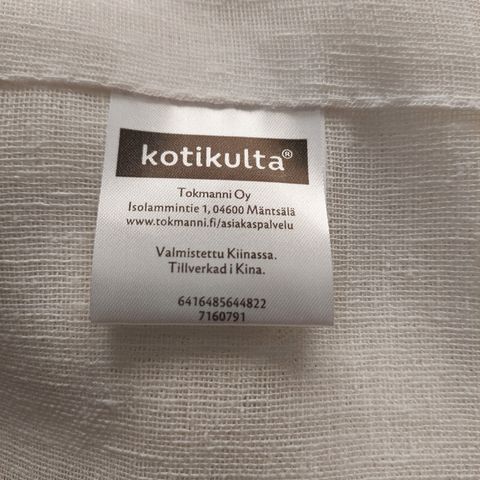 kotikulta®
Tokmanni Oy
Isolammintie 1, 04600 Mäntsälä
www.tokmanni.fi/asiakaspalvelu
Valmistettu Kiinassa.
Tillverkad i Kina.
6416485644822
7160791